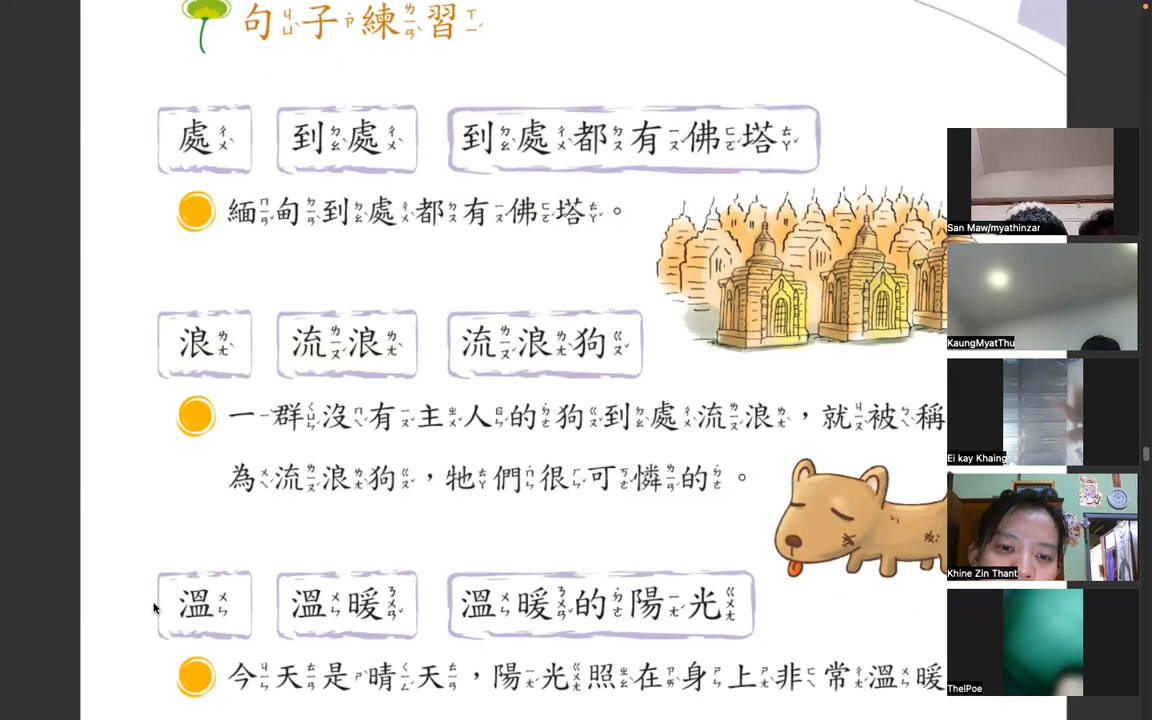 句子練習
處 到處 到處都有佛塔
緬甸到處都有佛塔。
浪 流浪 流浪狗
一群沒有主人的狗到處流浪，就被稱
為流浪狗，牠們很可憐的。
溫 溫暖 溫暖的陽光
今天是晴天，陽光照在身上非常溫暖
San Maw/myathinzar
KaungMyatThu
Ei kay Khaing
Khine Zin Thant
ThelPoe